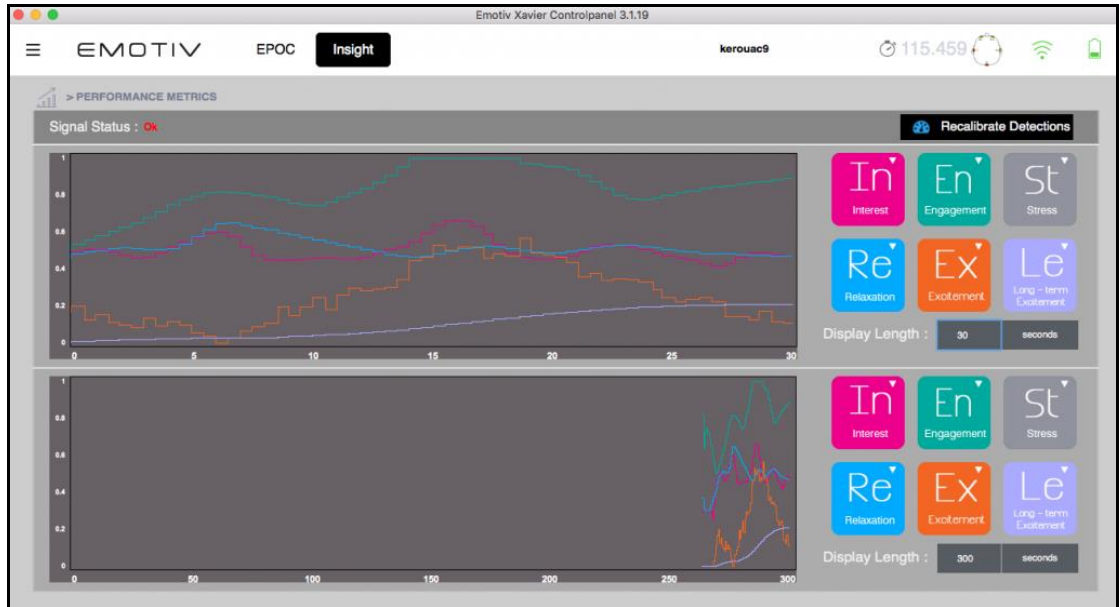 Emotiv Xavier Controlpanel 3.1.19
EMOTIV EPOC Insight kerouac9 115.459
> PERFORMANCE METRICS
Signal Status : Ok Recalibrate Detections
1
0.8
0.6
0.4
0.2
0
0 5 10 15 20 25 30
In En St
Interest Engagement Stress
Re Ex Le
Relaxation Excitement Long - term
Excitement
Display Length : 30 seconds
1
0.8
0.6
0.4
0.2
0
0 50 100 150 200 250 300
In En St
Interest Engagement Stress
Re Ex Le
Relaxation Excitement Long - term
Excitement
Display Length : 300 seconds